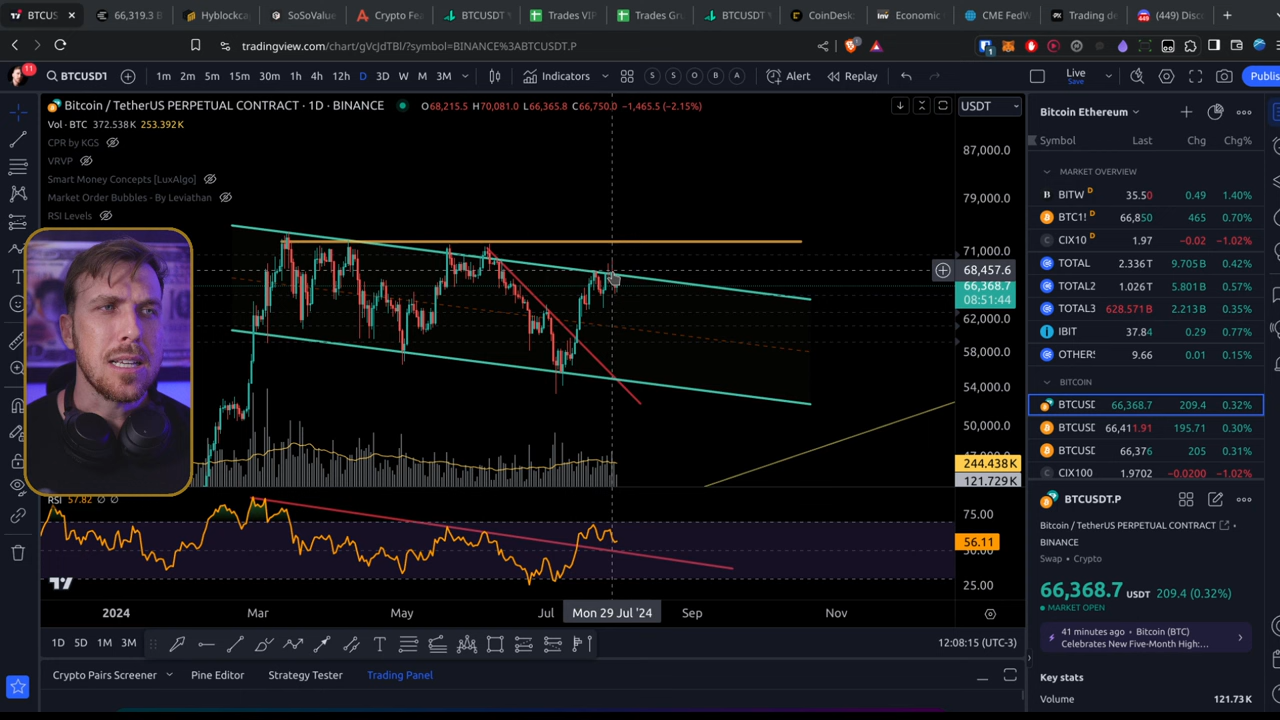 BTCUSI
66,319.3
Hyblockcap
SoSoValue
Crypto Fea
BTCUSDT
Trades VIP
Trades Gru
BTCUSDT
CoinDesk
Economic
CME FedW
Trading de
(449) Disc
tradingview.com/chart/gVcJdTBl/?symbol=BINANCE%3ABTCUSDT.P
11
BTCUSDT
1m 2m 5m 15m 30m 1h 4h 12h D 3D W M 3M
Indicators
S S O B A
Alert
Replay
Live
Save
Publis
Bitcoin / TetherUS PERPETUAL CONTRACT · 1D · BINANCE
O68,215.5 H70,081.0 L66,365.8 C66,750.0 −1,465.5 (−2.15%)
USDT
Vol · BTC 372.538K 253.392K
CPR by KGS
VRVP
Smart Money Concepts [LuxAlgo]
Market Order Bubbles - By Leviathan
RSI Levels
87,000.0
79,000.0
71,000.0
68,457.6
66,368.7
08:51:44
62,000.0
58,000.0
54,000.0
50,000.0
244.438K
121.729K
RSI 57.82 ∅ ∅
75.00
56.11
50.00
25.00
2024 Mar May Jul Mon 29 Jul '24 Sep Nov
1D 5D 1M 3M
12:08:15 (UTC-3)
Crypto Pairs Screener
Pine Editor
Strategy Tester
Trading Panel
Bitcoin Ethereum
Symbol Last Chg Chg%
MARKET OVERVIEW
BITW D 35.50 0.49 1.40%
BTC1! D 66,850 465 0.70%
CIX10 D 1.97 −0.02 −1.02%
TOTAL 2.336T 9.709B 0.42%
TOTAL2 1.026T 5.801B 0.57%
TOTAL3 628.571B 2.213B 0.35%
IBIT 37.84 0.29 0.77%
OTHERS 9.66 0.01 0.15%
BITCOIN
BTCUSD 66,368.7 209.4 0.32%
BTCUSD 66,411.91 195.71 0.30%
BTCUSD 66,376 205 0.31%
CIX100 1.9702 −0.0200 −1.02%
BTCUSDT.P
Bitcoin / TetherUS PERPETUAL CONTRACT
BINANCE
Swap • Crypto
66,368.7 USDT 209.4 (0.32%)
MARKET OPEN
41 minutes ago • Bitcoin (BTC)
Celebrates New Five-Month High:...
Key stats
Volume 121.73K